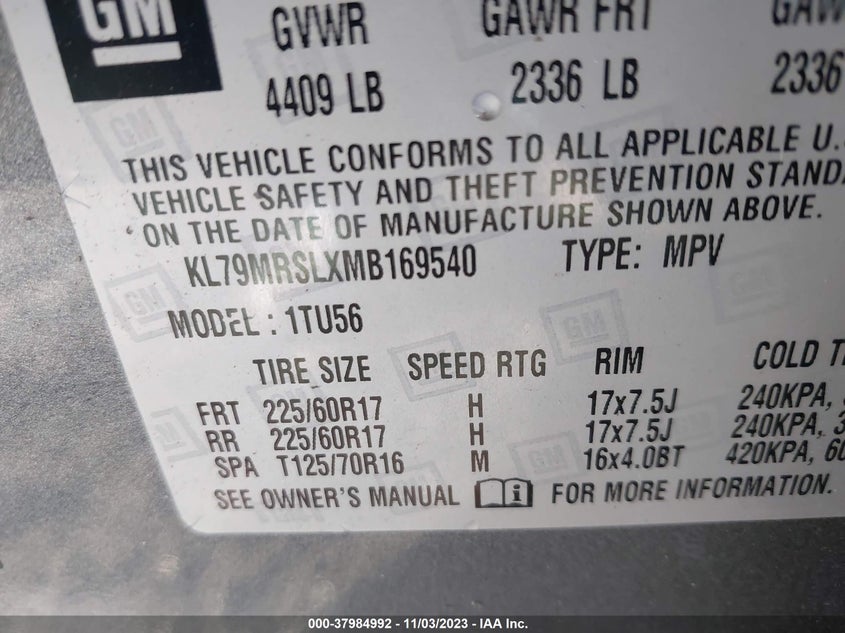 GM
GVWR GAWR FRT GAW
4409 LB 2336 LB 2336
THIS VEHICLE CONFORMS TO ALL APPLICABLE U.
VEHICLE SAFETY AND THEFT PREVENTION STAND
ON THE DATE OF MANUFACTURE SHOWN ABOVE.
KL79MRSLXMB169540 TYPE: MPV
MODEL : 1TU56
TIRE SIZE SPEED RTG RIM COLD T
FRT 225/60R17 H 17x7.5J 240KPA,
RR 225/60R17 H 17x7.5J 240KPA, 3
SPA T125/70R16 M 16x4.0BT 420KPA, 60
SEE OWNER'S MANUAL i FOR MORE INFORMATION.
000-37984992 - 11/03/2023 - IAA Inc.